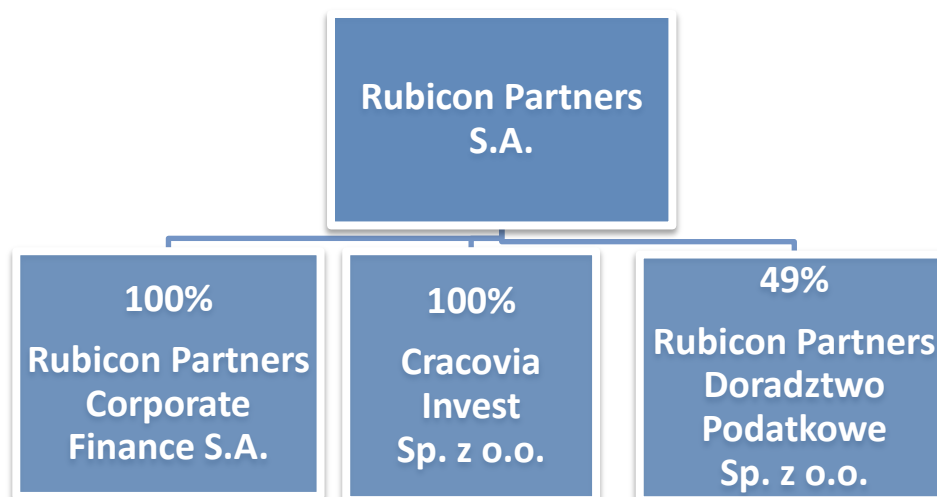 Rubicon Partners
S.A.
100%
Rubicon Partners
Corporate
Finance S.A.
100%
Cracovia
Invest
Sp. z o.o.
49%
Rubicon Partners
Doradztwo
Podatkowe
Sp. z o.o.